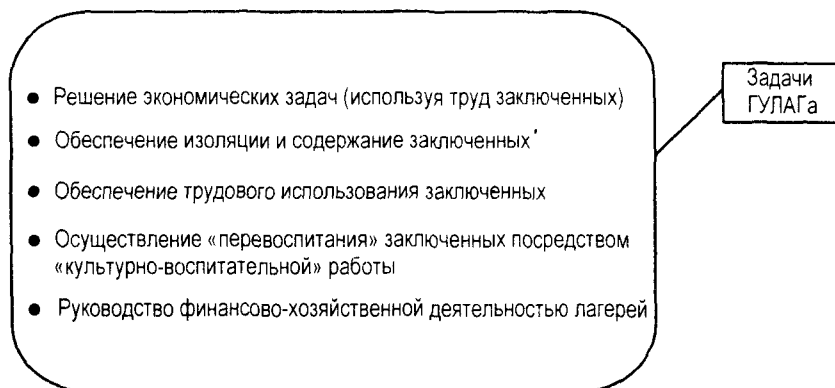 ● Решение экономических задач (используя труд заключенных)
● Обеспечение изоляции и содержание заключенных
● Обеспечение трудового использования заключенных
● Осуществление «перевоспитания» заключенных посредством
«культурно-воспитательной» работы
● Руководство финансово-хозяйственной деятельностью лагерей
Задачи
ГУЛАГа